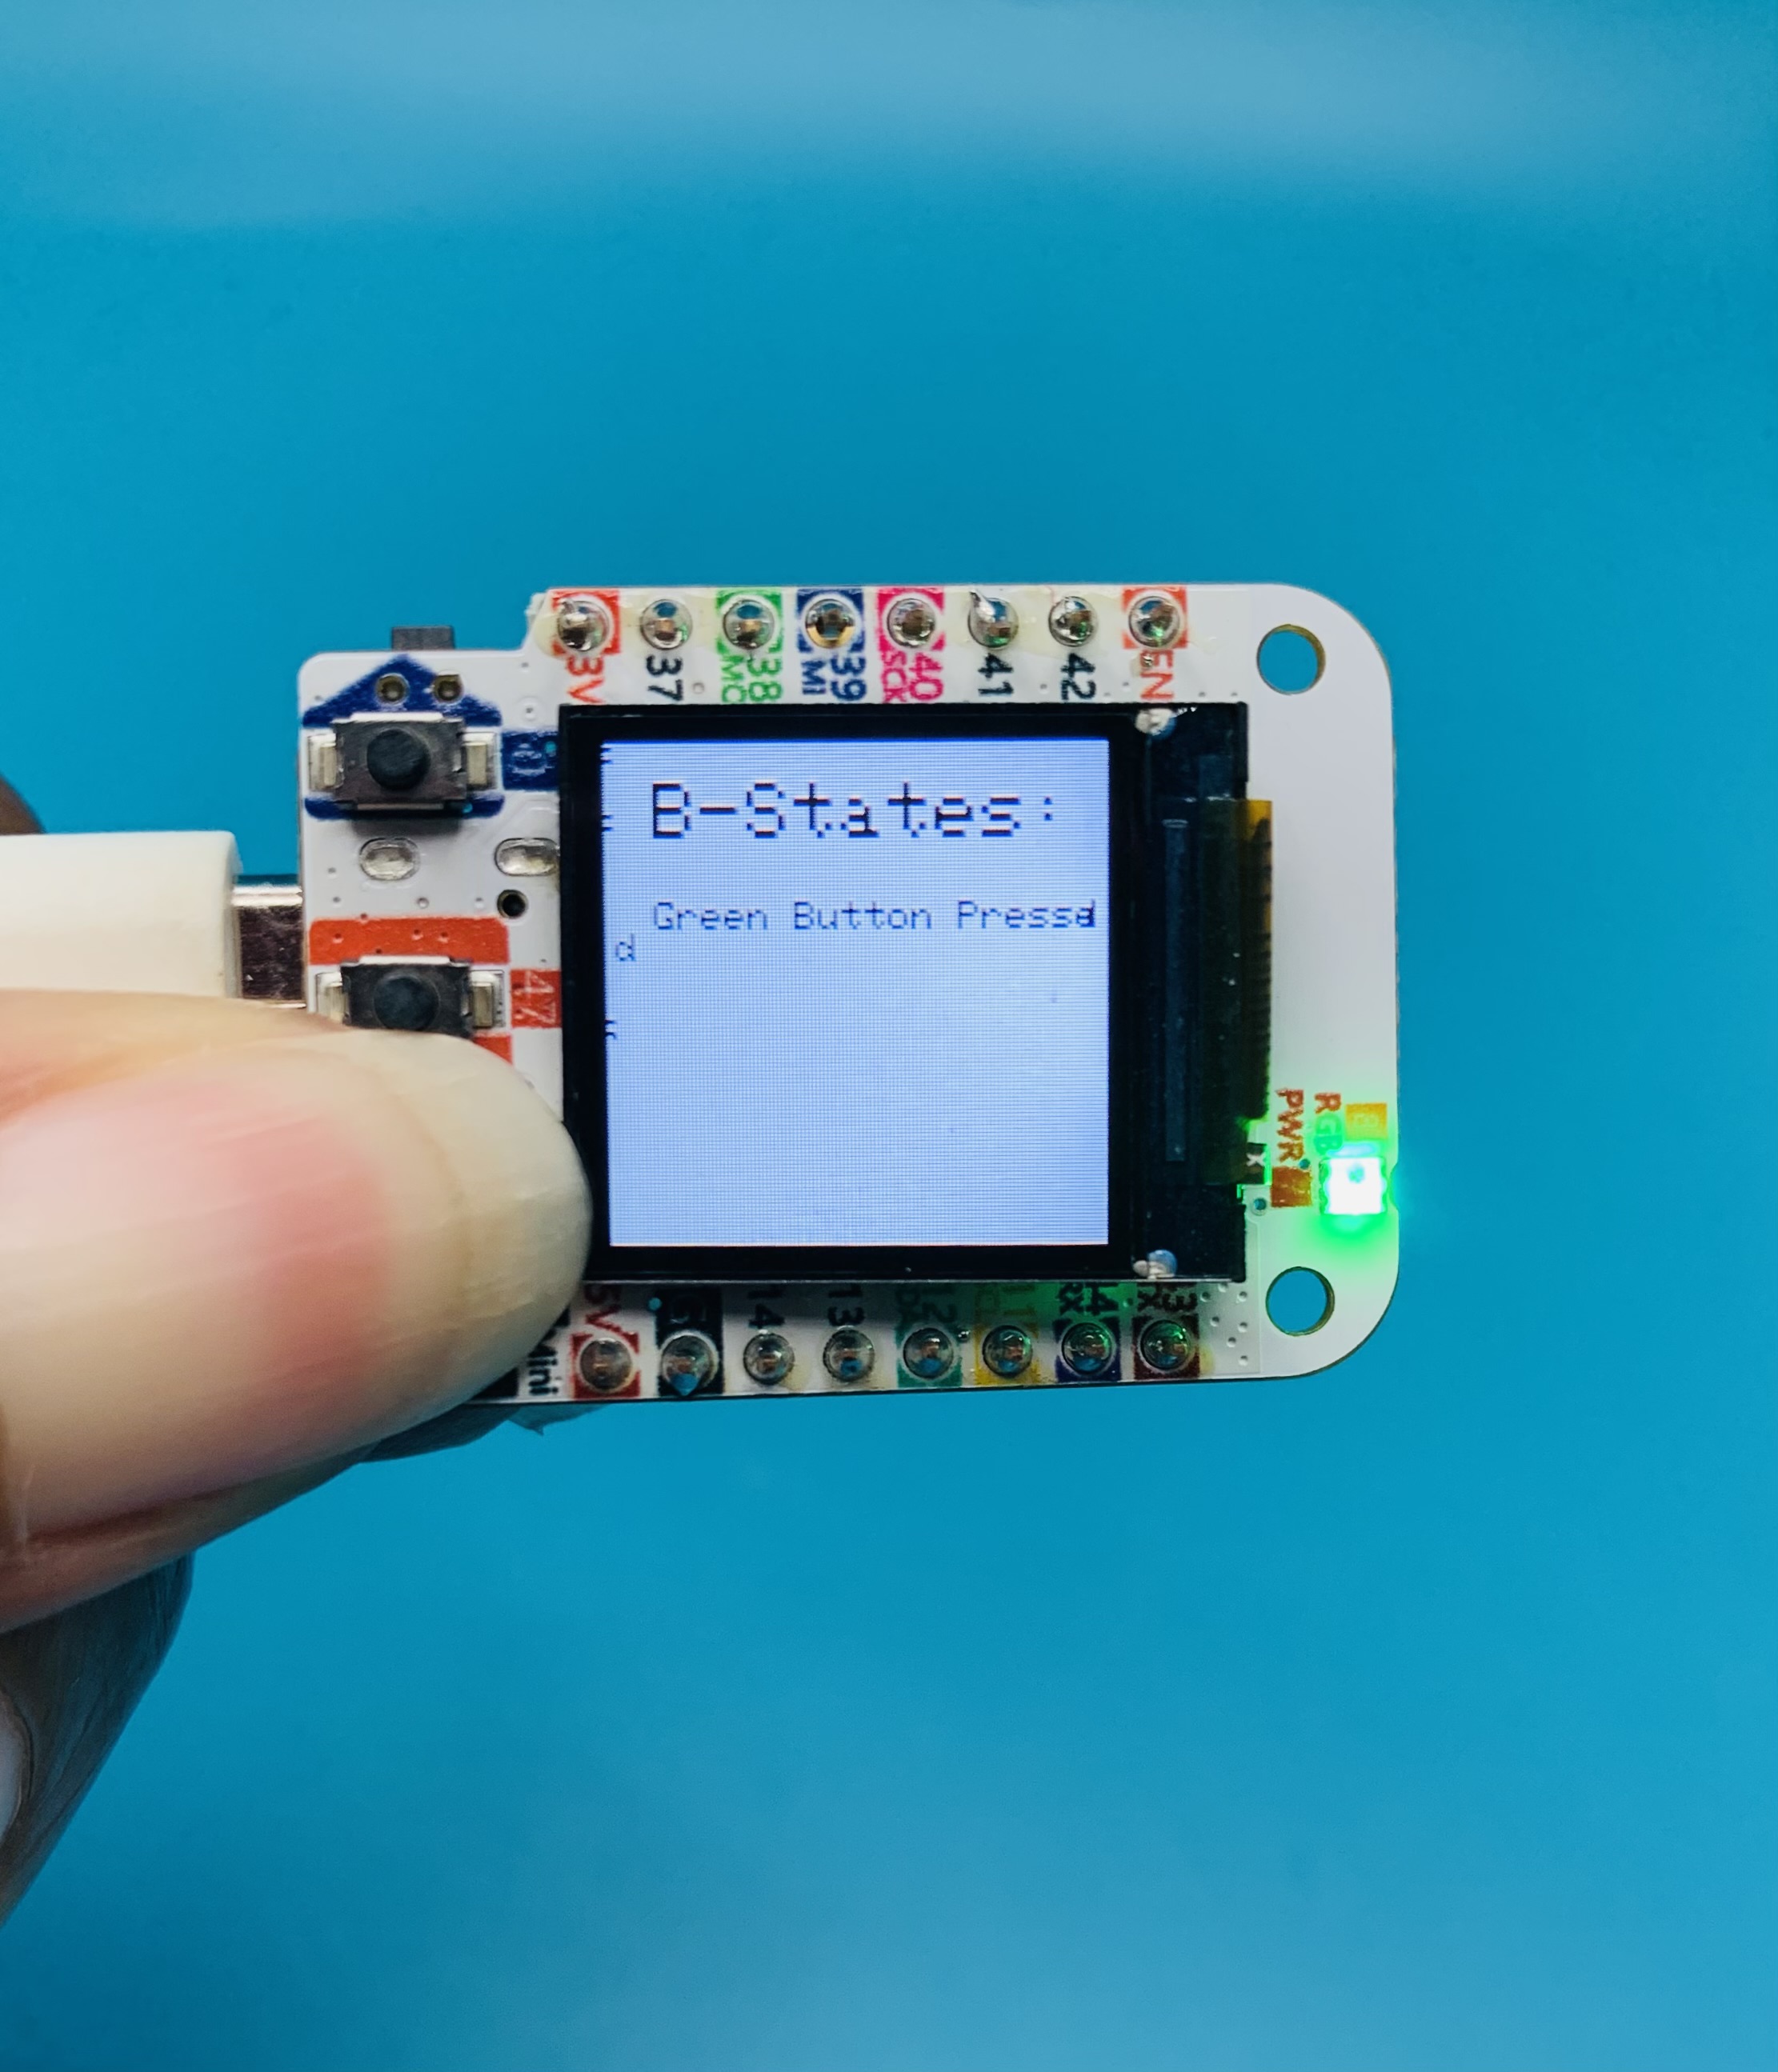 3V 37 38 39 40 41 42 EN
MO MI SCK
B-States:
Green Button Pressd
d
47
PWR RGB
Mini 5V 14 13